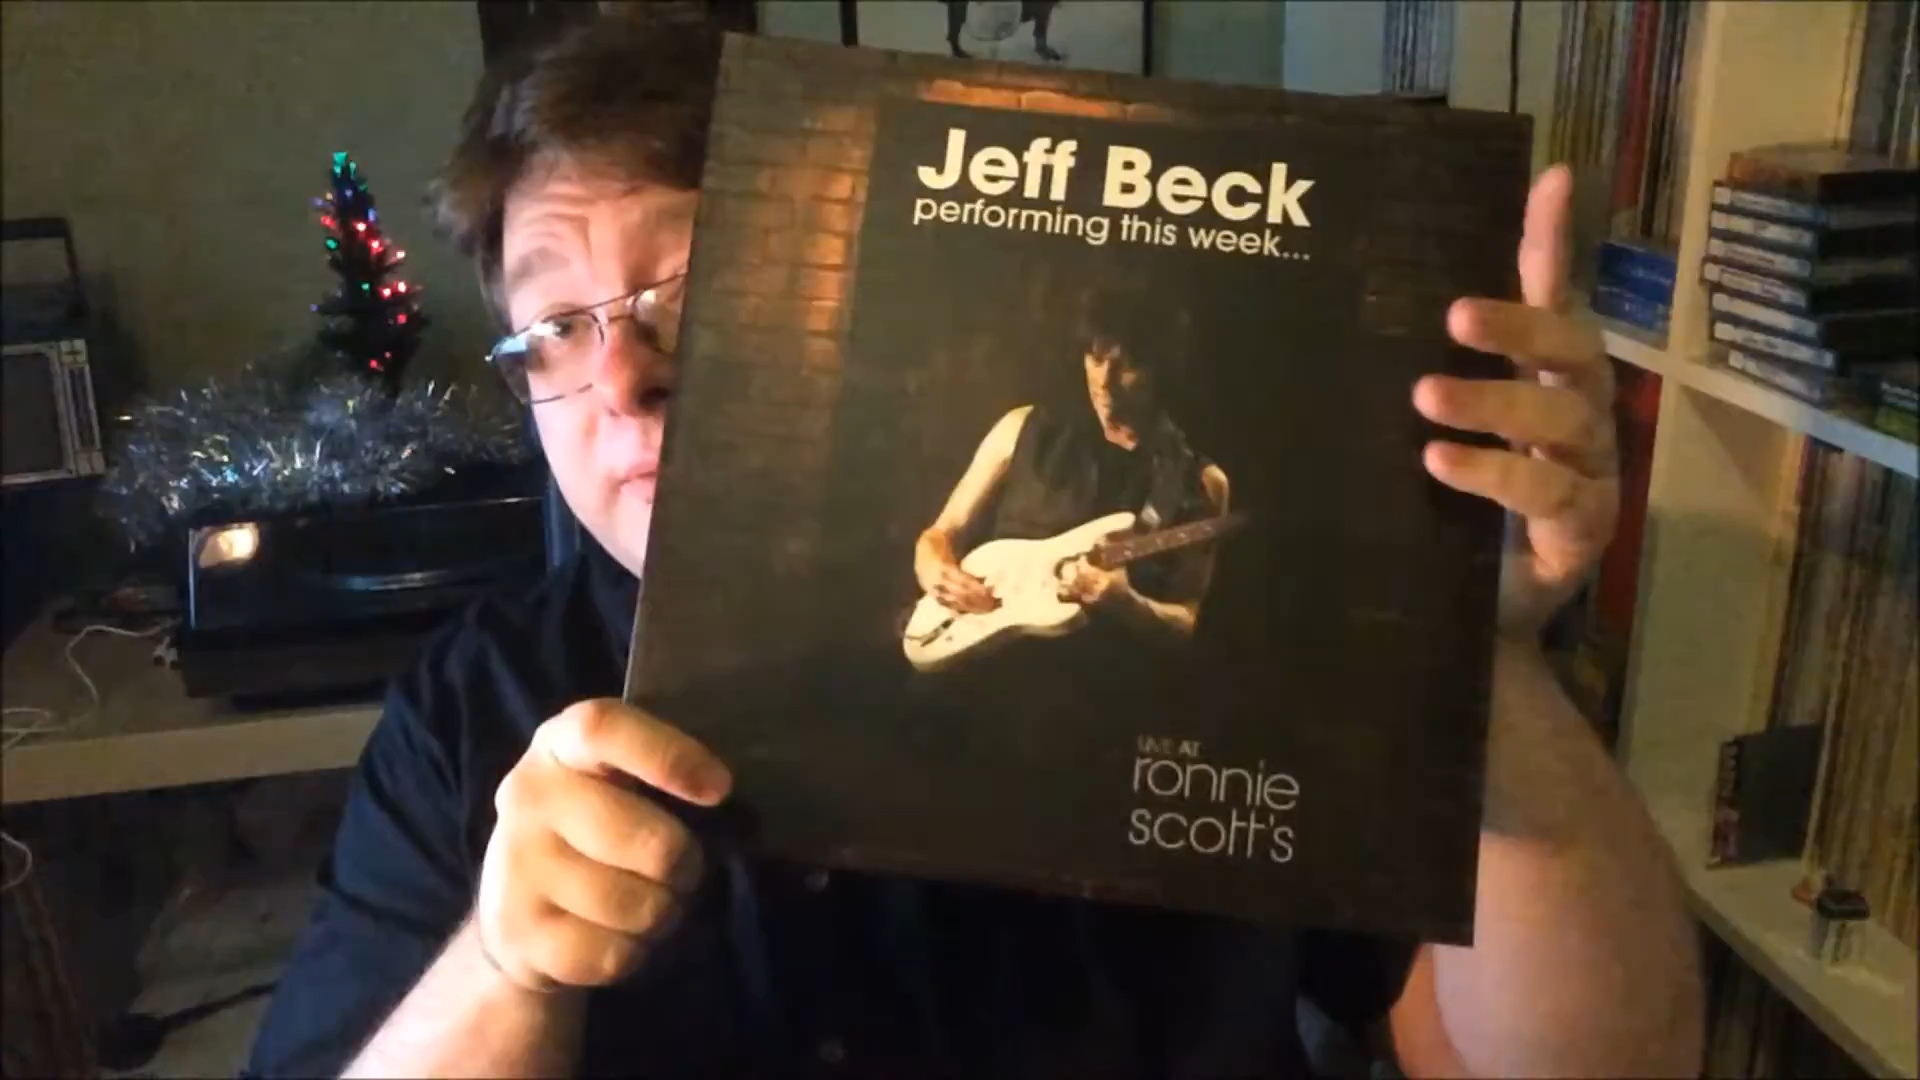 Jeff Beck
performing this week...
LIVE AT
ronnie
scott's